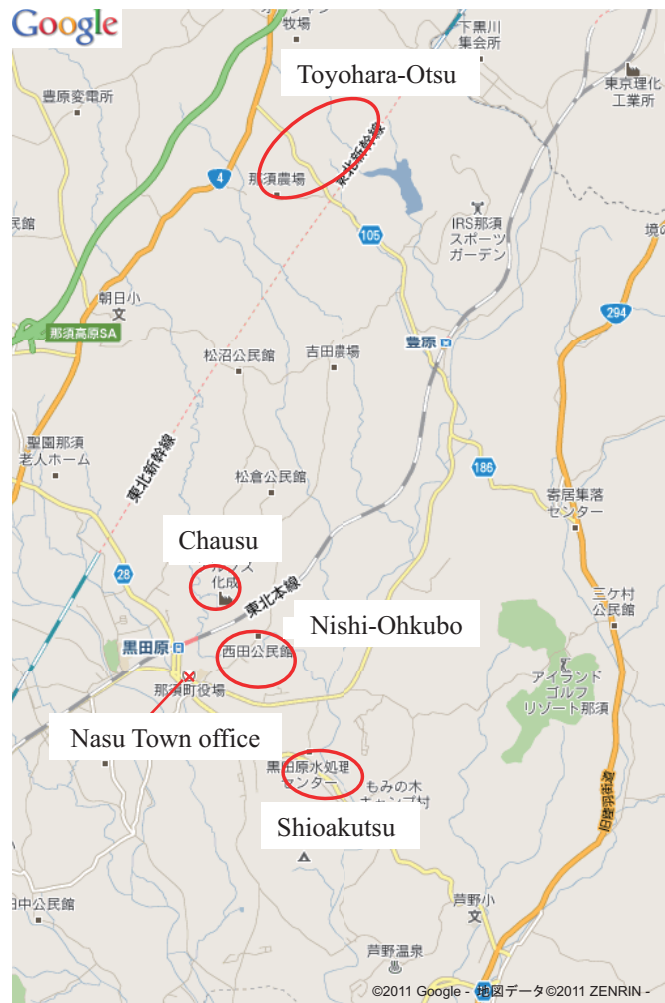 Google
牧場
下黒川
集会所
Toyohara-Otsu
東京理化
工業所
豊原変電所
東北新幹線
4
那須農場
民館
105
IRS那須
スポーツ
ガーデン
境の
朝日小
文
294
那須高原SA
豊原
松沼公民館
吉田農場
聖園那須
老人ホーム
東北新幹線
186
松倉公民館
寄居集落
センター
Chausu
化成
28
東北本線
三ケ村
公民館
Nishi-Ohkubo
黒田原
西田公民館
アイランド
ゴルフ
リゾート那須
那須町役場
Nasu Town office
黒田原水処理
センター
もみの木
キャンプ村
旧陸羽街道
Shioakutsu
芦野小
文
田中公民館
芦野温泉
©2011 Google - 地図データ©2011 ZENRIN -